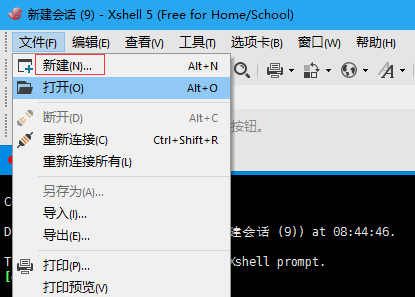 新建会话 (9) - Xshell 5 (Free for Home/School)
文件(F) 编辑(E) 查看(V) 工具(T) 选项卡(B) 窗口(W) 帮助(H)
新建(N)... Alt+N
打开(O) Alt+O
按钮。
断开(D) Alt+C
重新连接(C) Ctrl+Shift+R
重新连接所有(L)
另存为(A)...
导入(I)...
建会话 (9)) at 08:44:46.
导出(E)...
Xshell prompt.
打印(P)...
打印预览(V)